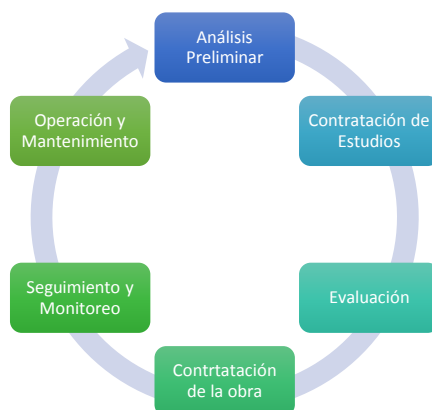 Análisis
Preliminar
Contratación de
Estudios
Evaluación
Contrtatación
de la obra
Seguimiento y
Monitoreo
Operación y
Mantenimiento